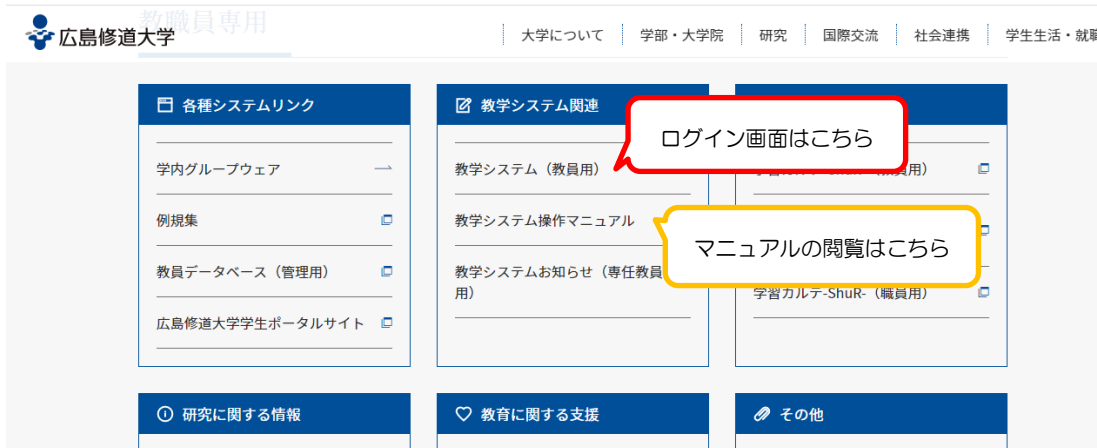 教職員専用
広島修道大学
大学について
学部・大学院
研究
国際交流
社会連携
学生生活・就職
各種システムリンク
学内グループウェア
例規集
教員データベース（管理用）
広島修道大学学生ポータルサイト
教学システム関連
教学システム（教員用）
教学システム操作マニュアル
教学システムお知らせ（専任教員
用）
ログイン画面はこちら
マニュアルの閲覧はこちら
員用）
学習カルテ-ShuR-（職員用）
研究に関する情報
教育に関する支援
その他